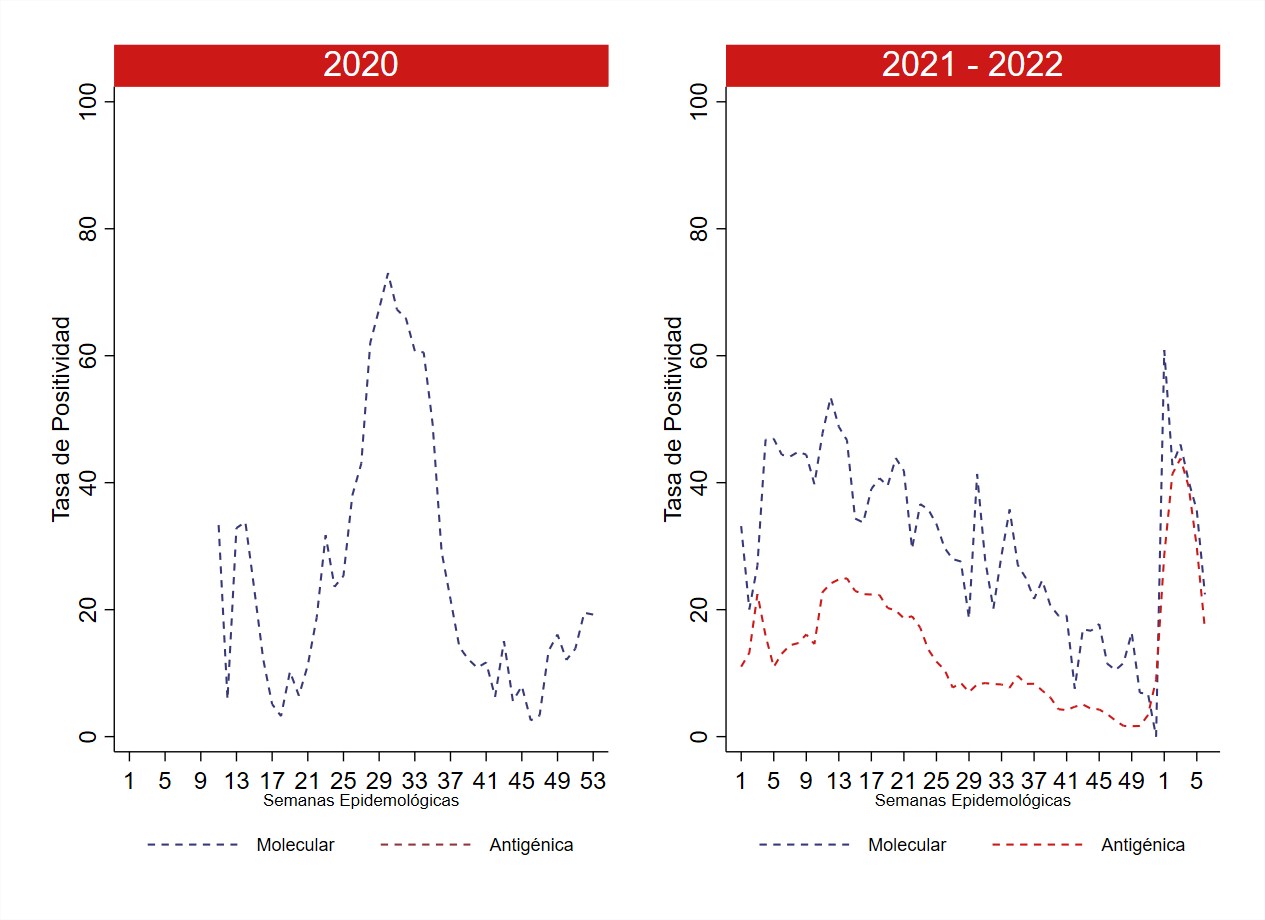 2020
100
80
60
40
20
0
Tasa de Positividad
1 5 9 13 17 21 25 29 33 37 41 45 49 53
Semanas Epidemológicas
Molecular Antigénica
2021 - 2022
100
80
60
40
20
0
Tasa de Positividad
1 5 9 13 17 21 25 29 33 37 41 45 49 1 5
Semanas Epidemológicas
Molecular Antigénica